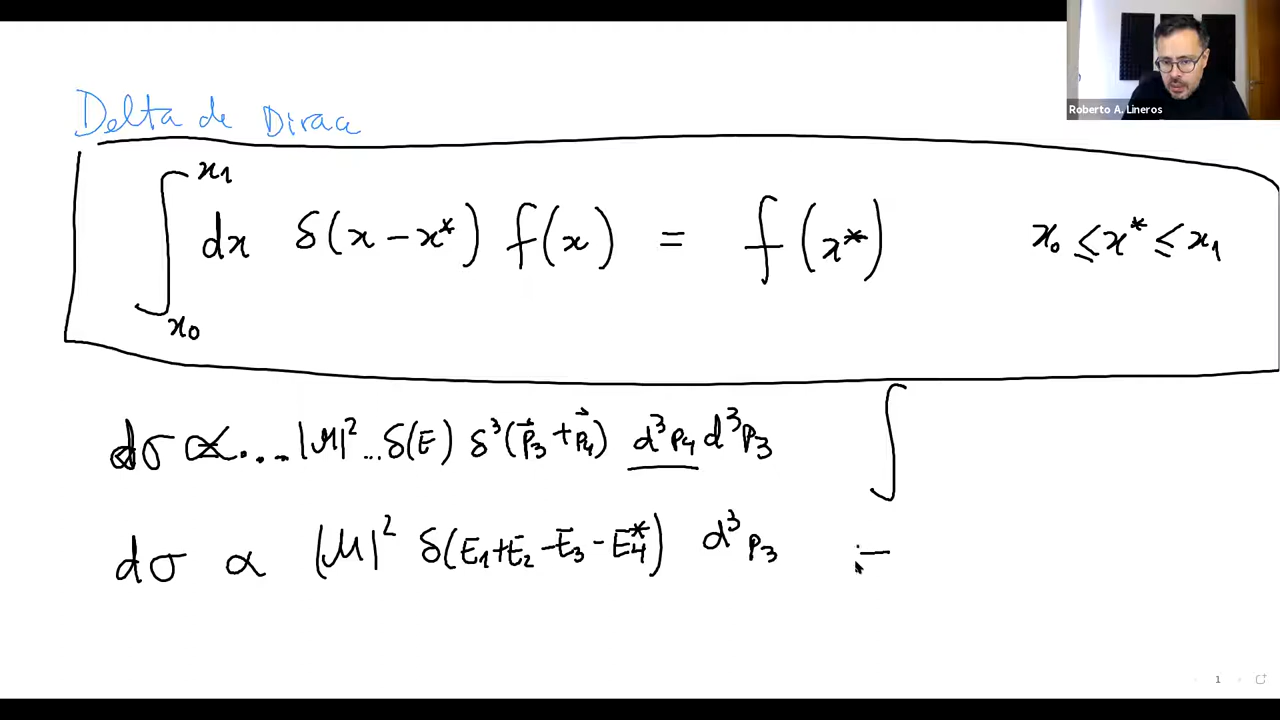 Roberto A. Lineros
Delta de Dirac
∫_{x₀}^{x₁} dx δ(x − x*) f(x) = f(x*)    x₀ ≤ x* ≤ x₁
dσ ∝ ... |M|² ... δ(E) δ³(p⃗₃ + p⃗₄) d³p₄ d³p₃    ∫
dσ ∝ |M|² δ(E₁+E₂−E₃−E₄*) d³p₃
1